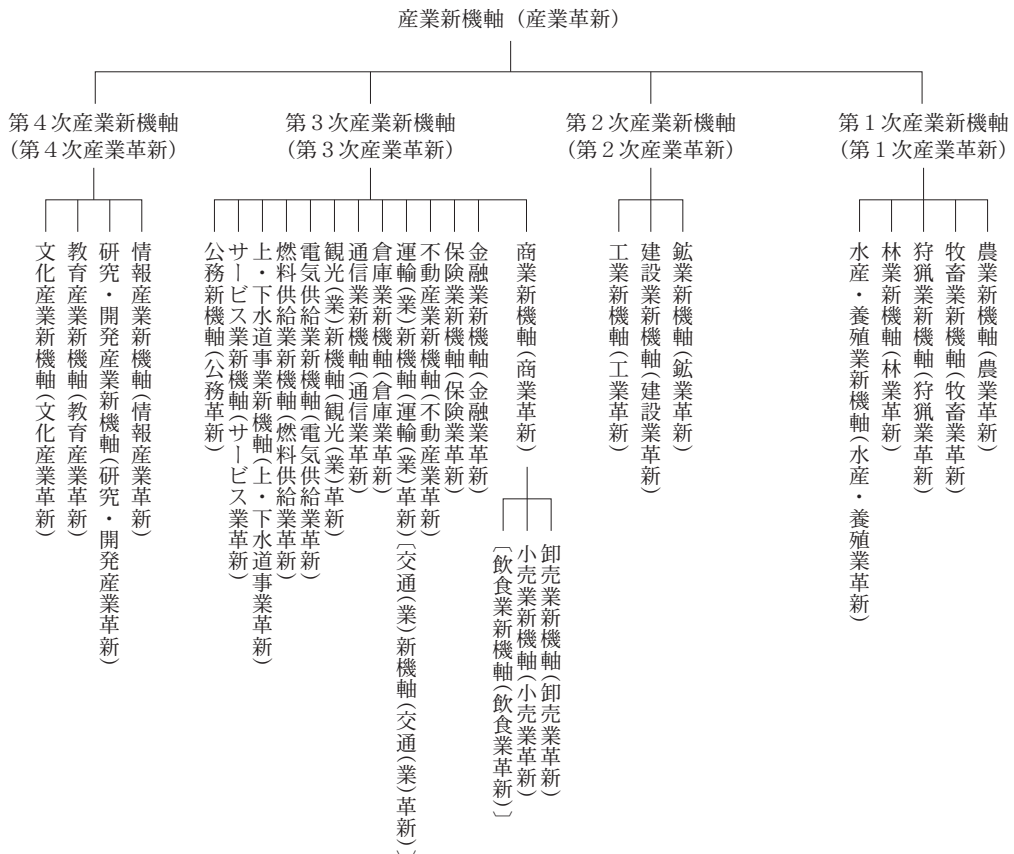 産業新機軸（産業革新）
第１次産業新機軸
（第１次産業革新）
農業新機軸（農業革新）
牧畜業新機軸（牧畜業革新）
狩猟業新機軸（狩猟業革新）
林業新機軸（林業革新）
水産・養殖業新機軸（水産・養殖業革新）
第２次産業新機軸
（第２次産業革新）
鉱業新機軸（鉱業革新）
建設業新機軸（建設業革新）
工業新機軸（工業革新）
第３次産業新機軸
（第３次産業革新）
商業新機軸（商業革新）
卸売業新機軸（卸売業革新）
小売業新機軸（小売業革新）
〔飲食業新機軸（飲食業革新）〕
金融業新機軸（金融業革新）
保険業新機軸（保険業革新）
不動産業新機軸（不動産業革新）
運輸（業）新機軸（運輸（業）革新）〔交通（業）新機軸（交通（業）革新）〕
倉庫業新機軸（倉庫業革新）
通信業新機軸（通信業革新）
観光（業）新機軸（観光（業）革新）
電気供給業新機軸（電気供給業革新）
燃料供給業新機軸（燃料供給業革新）
上・下水道事業新機軸（上・下水道事業革新）
サービス業新機軸（サービス業革新）
公務新機軸（公務革新）
第４次産業新機軸
（第４次産業革新）
情報産業新機軸（情報産業革新）
研究・開発産業新機軸（研究・開発産業革新）
教育産業新機軸（教育産業革新）
文化産業新機軸（文化産業革新）